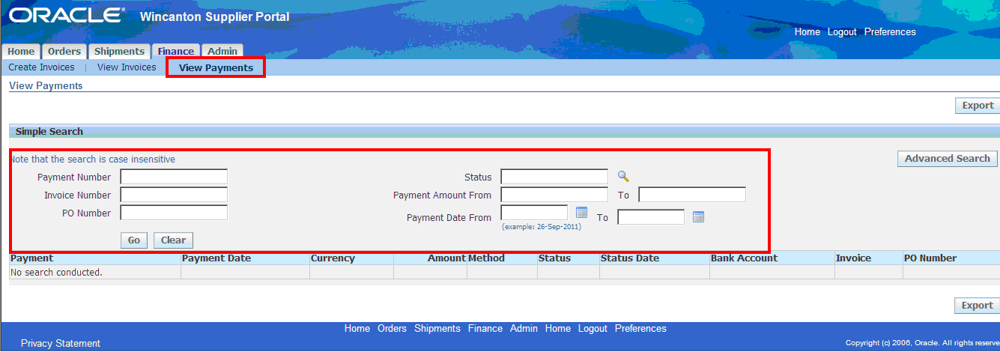 ORACLE® Wincanton Supplier Portal
Home Logout Preferences
Home Orders Shipments Finance Admin
Create Invoices | View Invoices View Payments
View Payments
Export
Simple Search
Note that the search is case insensitive
Advanced Search
Payment Number Status
Invoice Number Payment Amount From To
PO Number Payment Date From To
(example: 26-Sep-2011)
Go Clear
Payment Payment Date Currency Amount Method Status Status Date Bank Account Invoice PO Number
No search conducted.
Export
Home Orders Shipments Finance Admin Home Logout Preferences
Privacy Statement Copyright (c) 2006, Oracle. All rights reserve